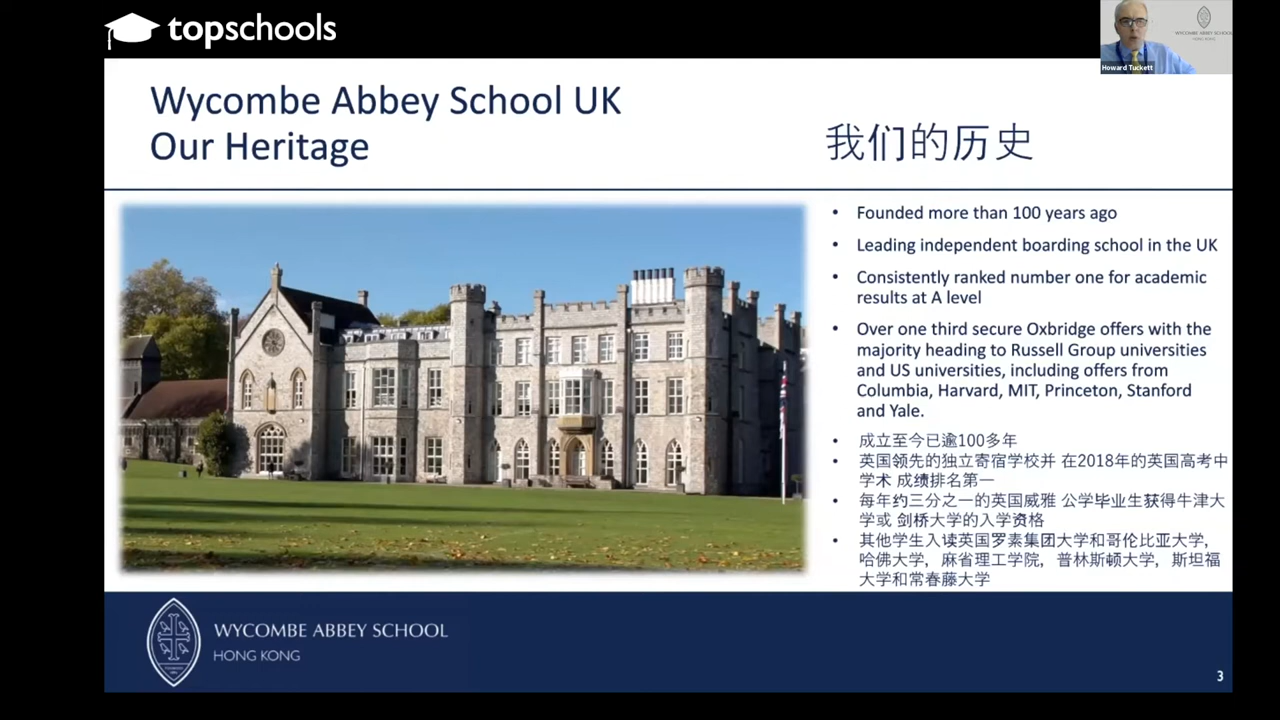 topschools
WYCOMBE ABBEY SCHOOL
HONG KONG
Howard Tuckett
Wycombe Abbey School UK
Our Heritage
我们的历史
• Founded more than 100 years ago
• Leading independent boarding school in the UK
• Consistently ranked number one for academic
results at A level
• Over one third secure Oxbridge offers with the
majority heading to Russell Group universities
and US universities, including offers from
Columbia, Harvard, MIT, Princeton, Stanford
and Yale.
• 成立至今已逾100多年
• 英国领先的独立寄宿学校并 在2018年的英国高考中
学术 成绩排名第一
• 每年约三分之一的英国威雅 公学毕业生获得牛津大
学或 剑桥大学的入学资格
• 其他学生入读英国罗素集团大学和哥伦比亚大学,
哈佛大学, 麻省理工学院, 普林斯顿大学, 斯坦福
大学和常春藤大学
WYCOMBE ABBEY SCHOOL
HONG KONG
3